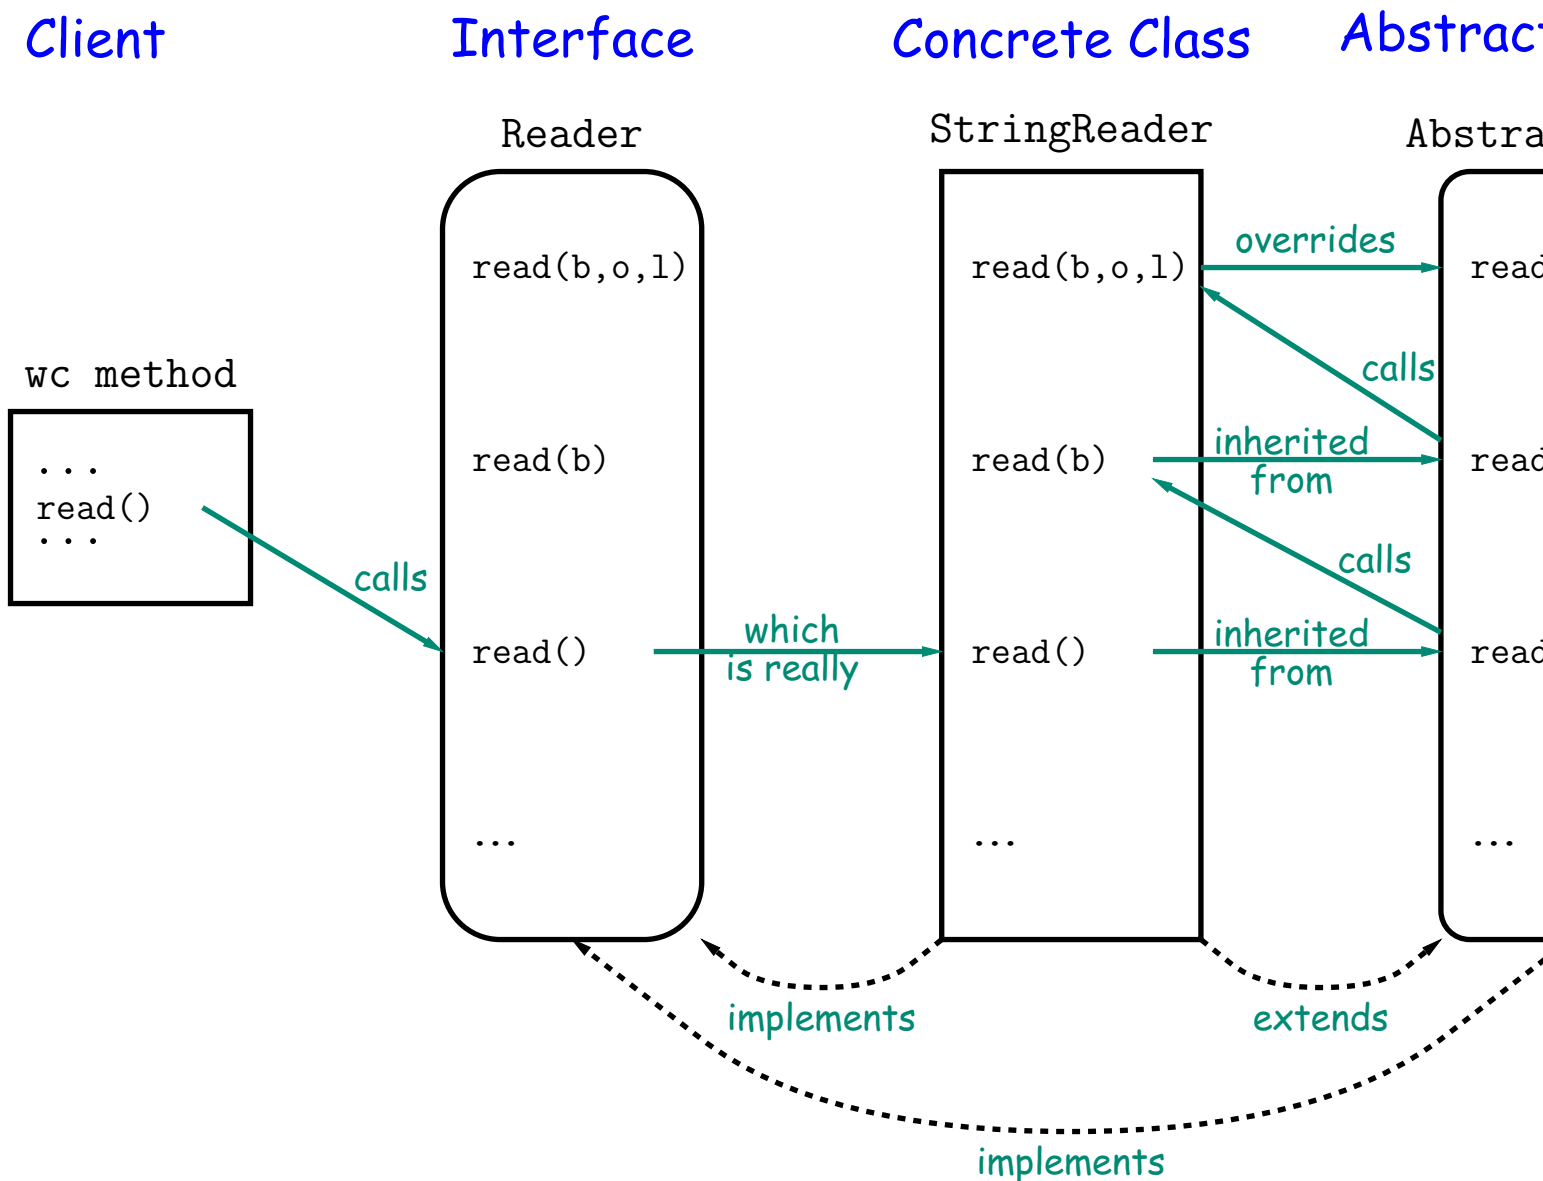 Client
Interface
Concrete Class
Abstract
Reader
StringReader
Abstra
wc method
...
read()
...
calls
read(b,o,l)
read(b)
read()
...
which
is really
read(b,o,l)
read(b)
read()
...
overrides
calls
inherited
from
calls
inherited
from
read
read
read
...
implements
extends
implements